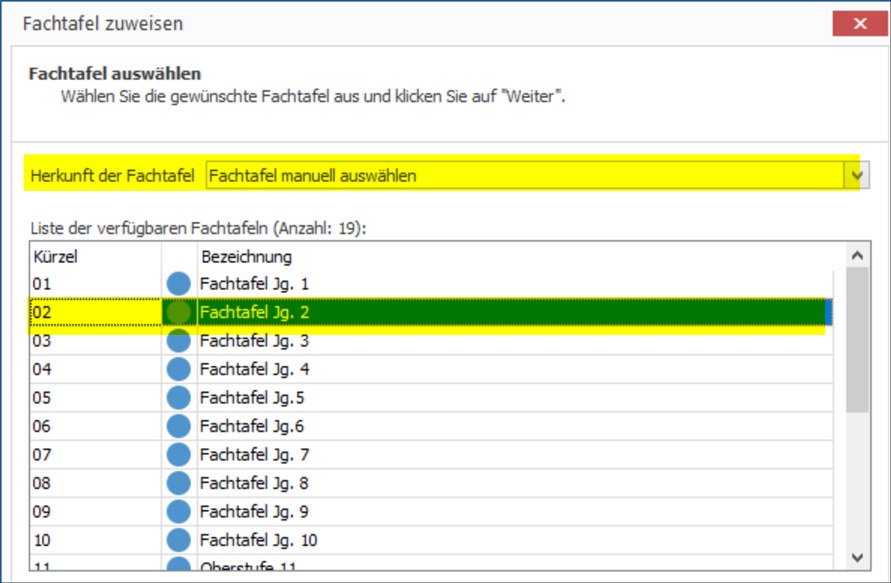 Fachtafel zuweisen
Fachtafel auswählen
Wählen Sie die gewünschte Fachtafel aus und klicken Sie auf "Weiter".
Herkunft der Fachtafel Fachtafel manuell auswählen
Liste der verfügbaren Fachtafeln (Anzahl: 19):
Kürzel Bezeichnung
01 Fachtafel Jg. 1
02 Fachtafel Jg. 2
03 Fachtafel Jg. 3
04 Fachtafel Jg. 4
05 Fachtafel Jg.5
06 Fachtafel Jg.6
07 Fachtafel Jg. 7
08 Fachtafel Jg. 8
09 Fachtafel Jg. 9
10 Fachtafel Jg. 10
11 Oberstufe 11